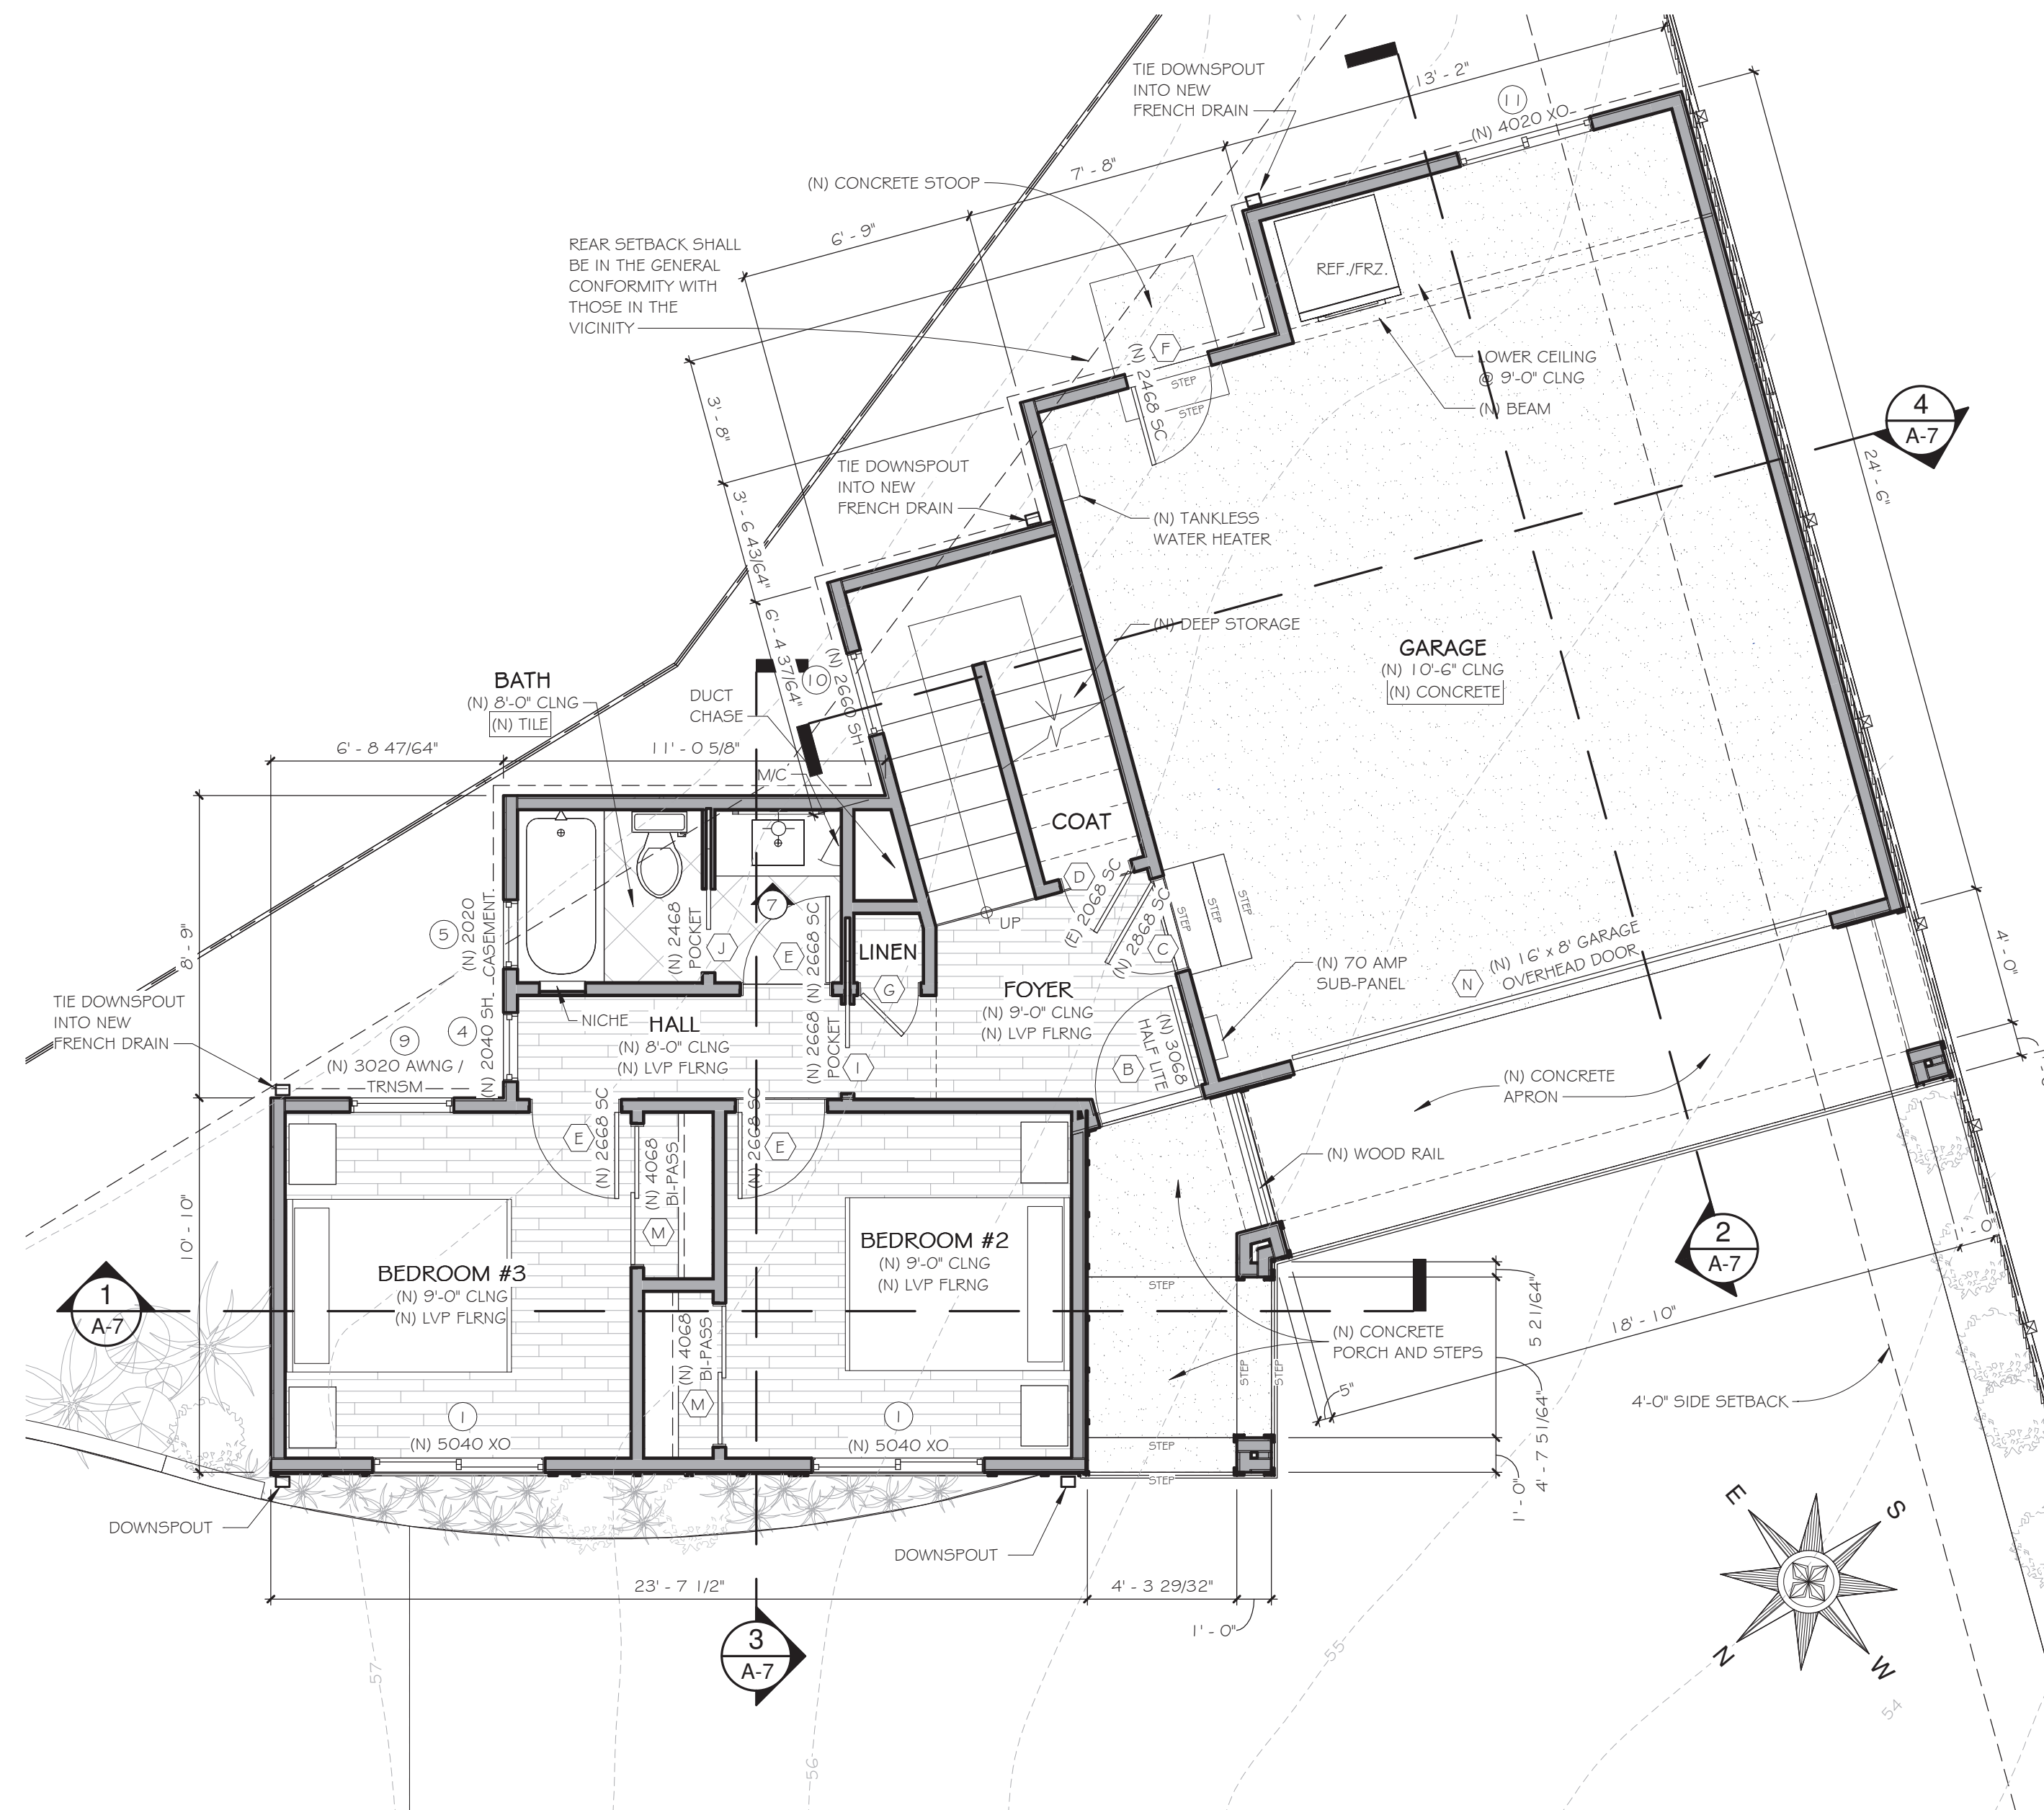 TIE DOWNSPOUT
INTO NEW
FRENCH DRAIN
13' - 2"
11
(N) 4020 XO
7' - 8"
(N) CONCRETE STOOP
6' - 9"
REAR SETBACK SHALL
BE IN THE GENERAL
CONFORMITY WITH
THOSE IN THE
VICINITY
REF./FRZ.
F
(N) 2468 SC
STEP
STEP
LOWER CEILING
@ 9'-0" CLNG
(N) BEAM
4
A-7
24' - 6"
3' - 8"
TIE DOWNSPOUT
INTO NEW
FRENCH DRAIN
3' - 6 43/64"
(N) TANKLESS
WATER HEATER
6' - 4 37/64"
(N) DEEP STORAGE
GARAGE
(N) 10'-6" CLNG
(N) CONCRETE
10
(N) 2660 SH
BATH
(N) 8'-0" CLNG
(N) TILE
DUCT
CHASE
6' - 8 47/64"
11' - 0 5/8"
M/C
COAT
D
(E) 2068 SC
(N) 2868 SC
C
STEP
STEP
STEP
UP
7
5
(N) 2020
CASEMENT
(N) 2468
POCKET
J
E
(N) 2668 SC
LINEN
G
8' - 9"
FOYER
(N) 9'-0" CLNG
(N) LVP FLRNG
(N) 70 AMP
SUB-PANEL
N
(N) 16' x 8' GARAGE
OVERHEAD DOOR
4' - 0"
TIE DOWNSPOUT
INTO NEW
FRENCH DRAIN
NICHE
HALL
(N) 8'-0" CLNG
(N) LVP FLRNG
4
(N) 2040 SH
9
(N) 3020 AWNG /
TRNSM
(N) 2668
POCKET
I
B
(N) 3068
HALF LITE
(N) CONCRETE
APRON
E
(N) 2668 SC
(N) 4068
BI-PASS
M
(N) 2668 SC
E
(N) WOOD RAIL
10' - 10"
BEDROOM #3
(N) 9'-0" CLNG
(N) LVP FLRNG
BEDROOM #2
(N) 9'-0" CLNG
(N) LVP FLRNG
2
A-7
1
A-7
STEP
(N) 4068
BI-PASS
M
(N) CONCRETE
PORCH AND STEPS
STEP
STEP
5 21/64"
18' - 10"
5"
4'-0" SIDE SETBACK
1
(N) 5040 XO
1
(N) 5040 XO
STEP
STEP
4' - 7 51/64"
1' - 0"
DOWNSPOUT
DOWNSPOUT
E
S
N
W
23' - 7 1/2"
4' - 3 29/32"
1' - 0"
3
A-7
57
56
55
54